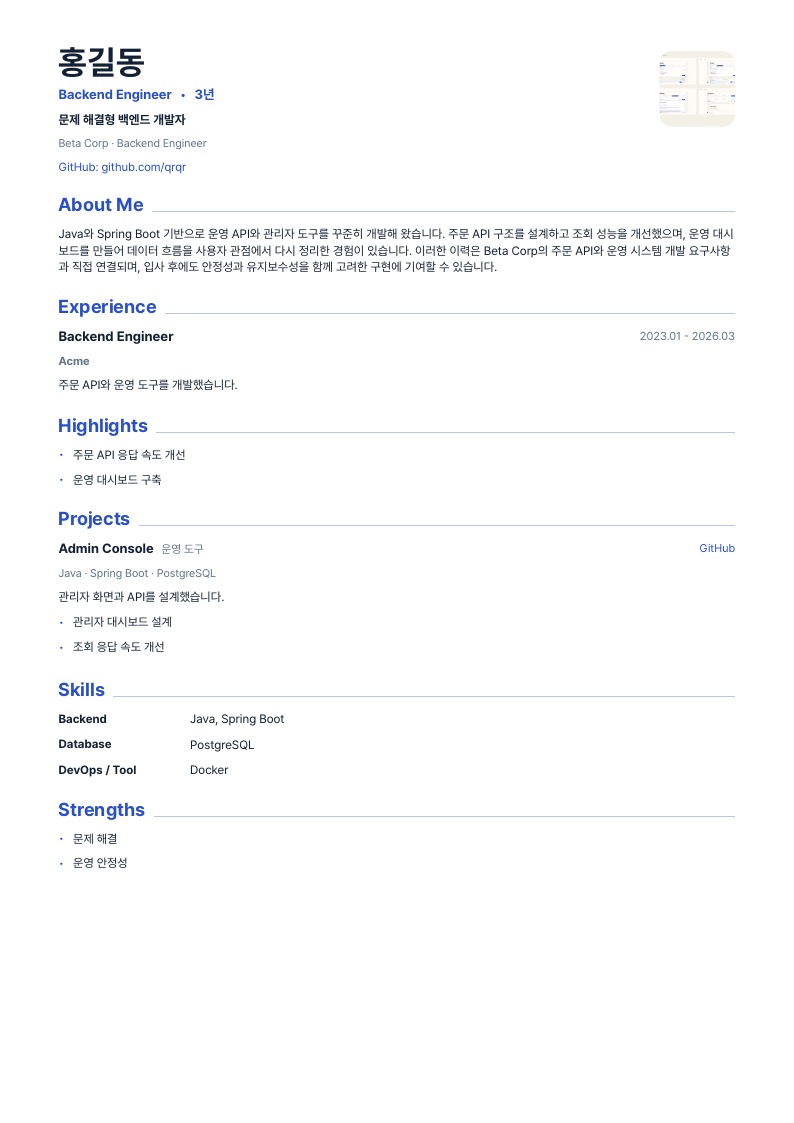 홍길동
Backend Engineer • 3년
문제 해결형 백엔드 개발자
Beta Corp · Backend Engineer
GitHub: github.com/qrqr
About Me
Java와 Spring Boot 기반으로 운영 API와 관리자 도구를 꾸준히 개발해 왔습니다. 주문 API 구조를 설계하고 조회 성능을 개선했으며, 운영 대시
보드를 만들어 데이터 흐름을 사용자 관점에서 다시 정리한 경험이 있습니다. 이러한 이력은 Beta Corp의 주문 API와 운영 시스템 개발 요구사항
과 직접 연결되며, 입사 후에도 안정성과 유지보수성을 함께 고려한 구현에 기여할 수 있습니다.
Experience
Backend Engineer 2023.01 - 2026.03
Acme
주문 API와 운영 도구를 개발했습니다.
Highlights
• 주문 API 응답 속도 개선
• 운영 대시보드 구축
Projects
Admin Console 운영 도구 GitHub
Java · Spring Boot · PostgreSQL
관리자 화면과 API를 설계했습니다.
• 관리자 대시보드 설계
• 조회 응답 속도 개선
Skills
Backend Java, Spring Boot
Database PostgreSQL
DevOps / Tool Docker
Strengths
• 문제 해결
• 운영 안정성